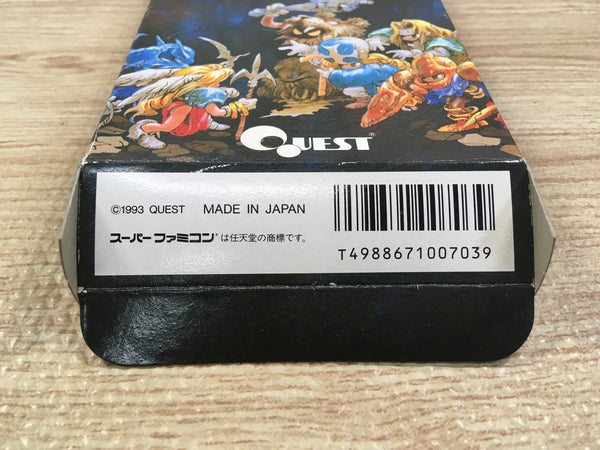 QUEST®
©1993 QUEST MADE IN JAPAN
スーパーファミコン®は任天堂の商標です。
T4988671007039